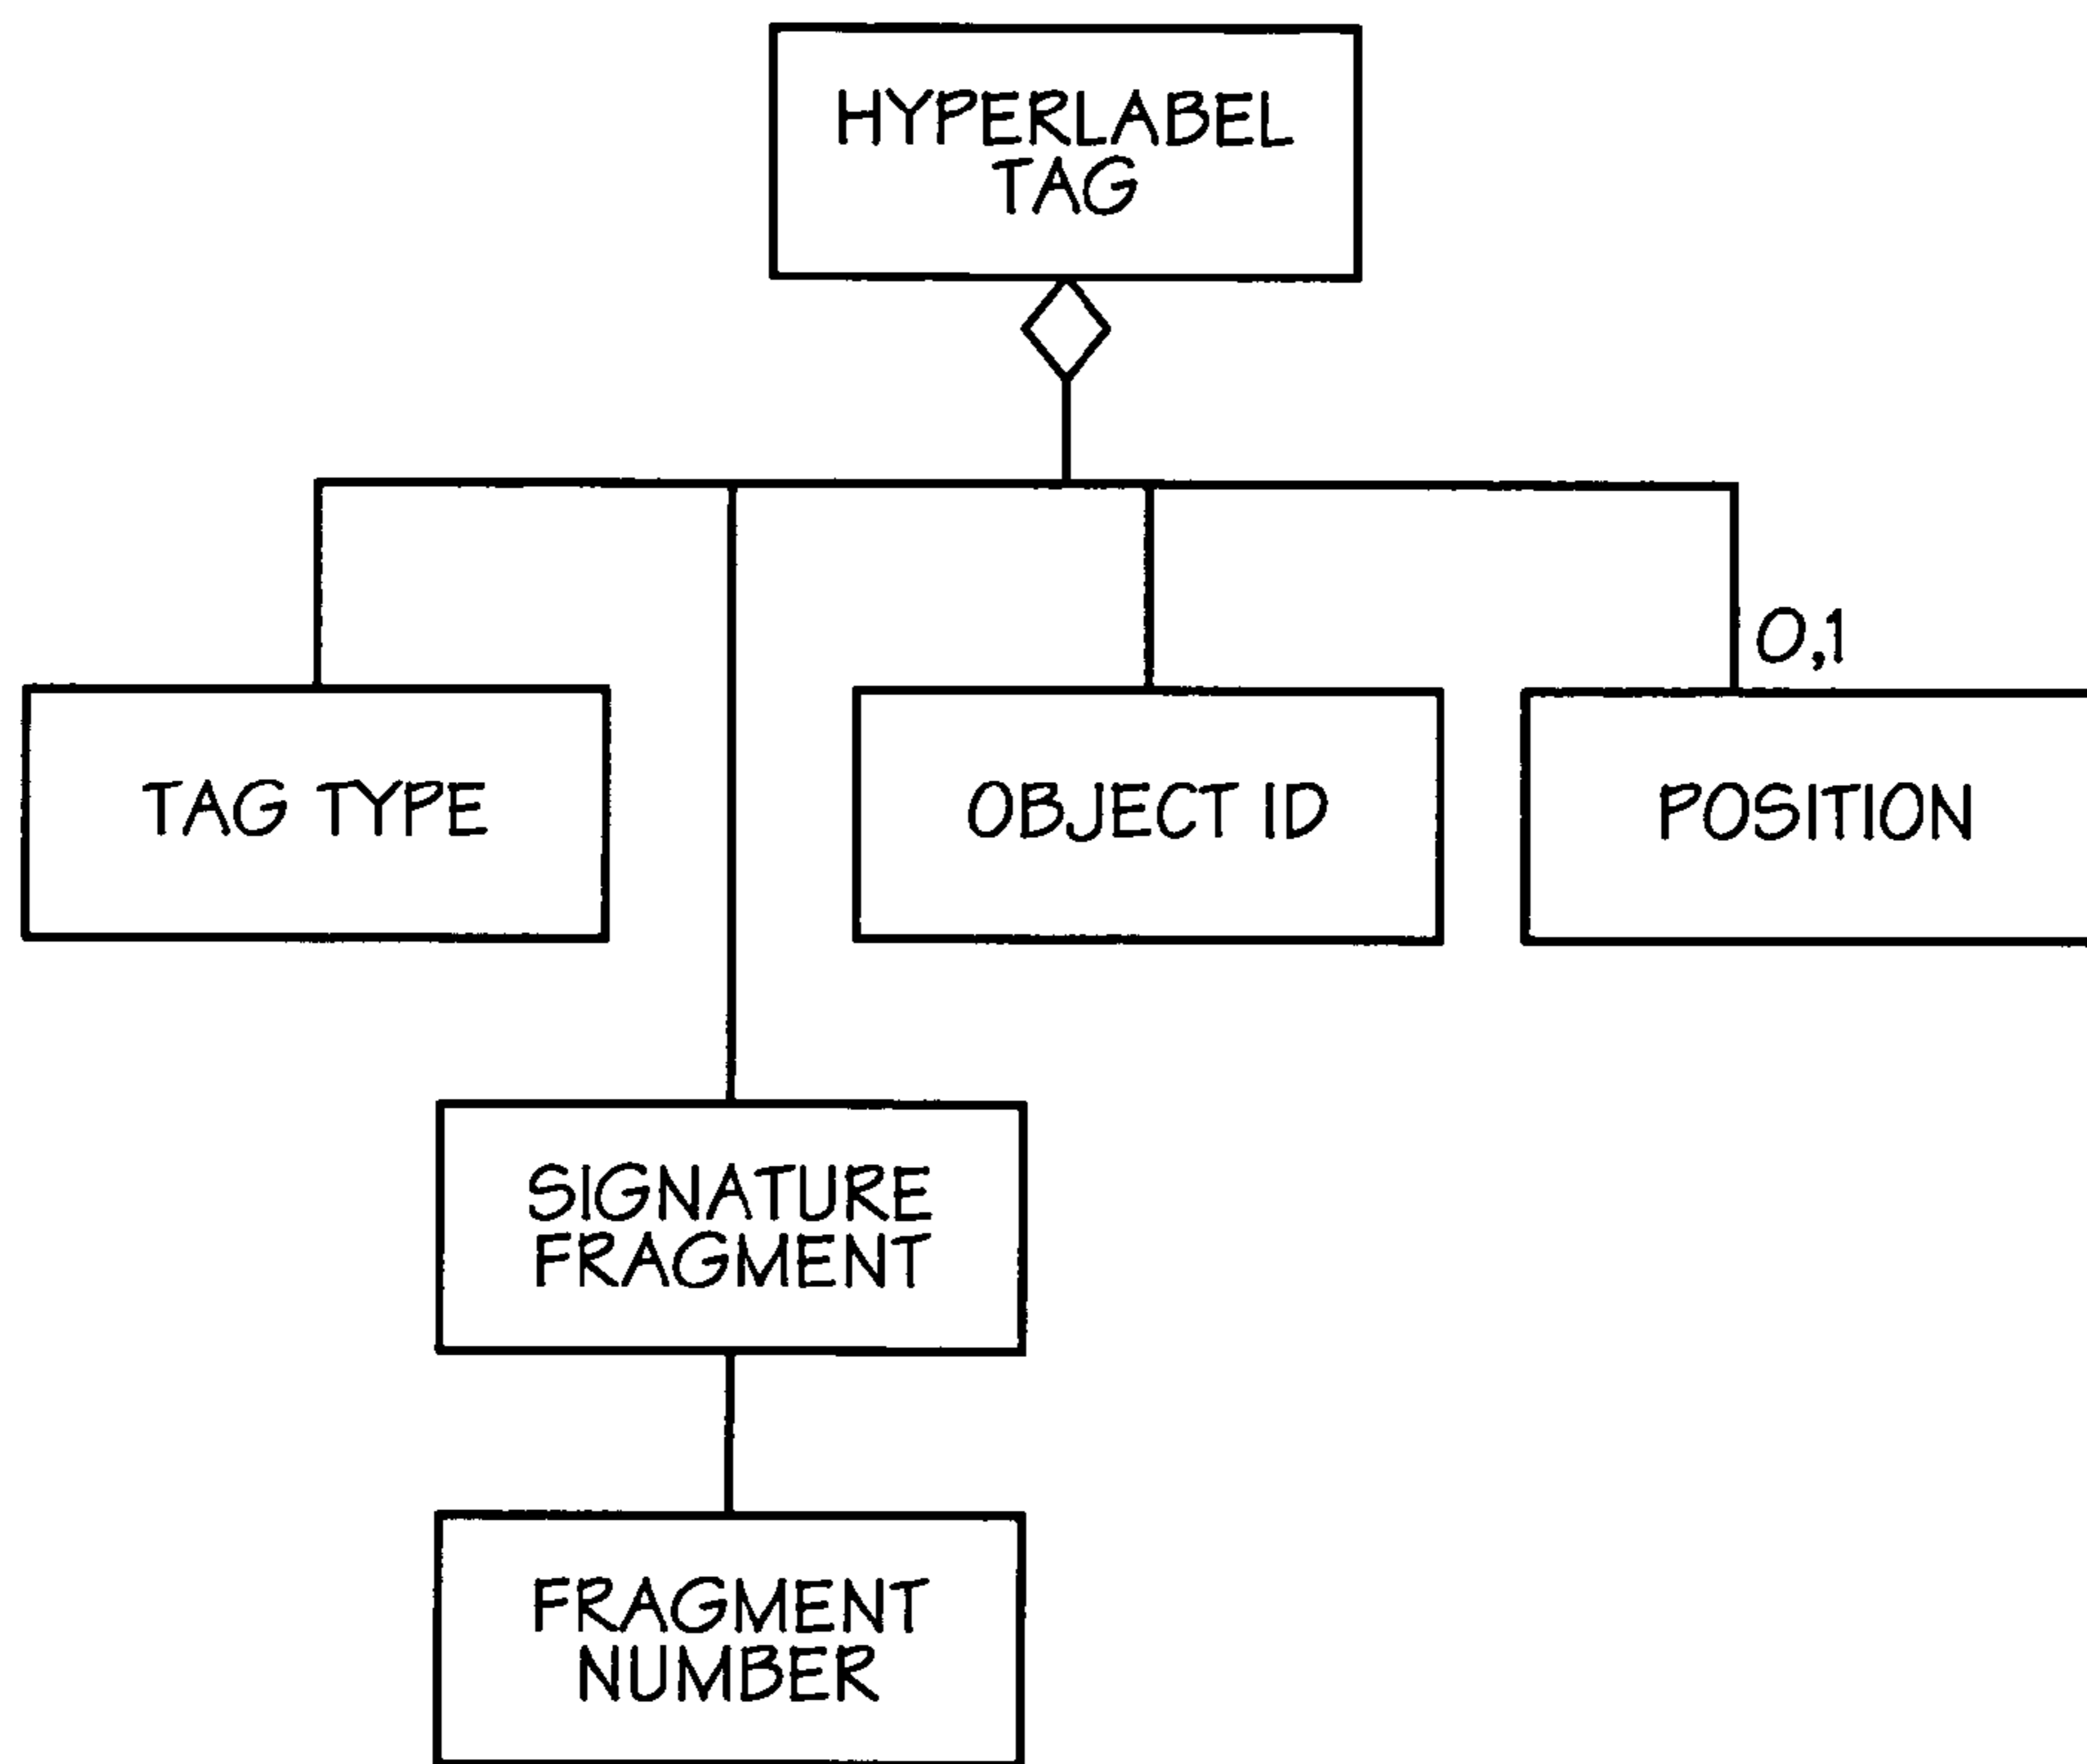 HYPERLABEL
TAG
0,1
TAG TYPE
OBJECT ID
POSITION
SIGNATURE
FRAGMENT
FRAGMENT
NUMBER